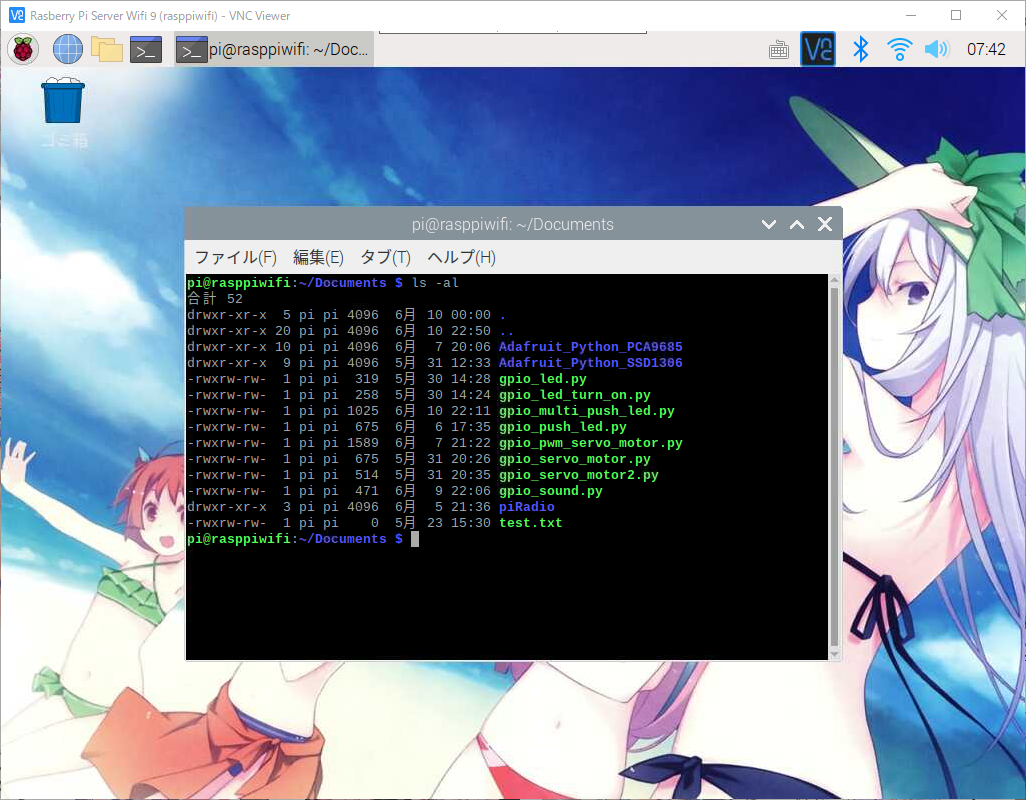 Rasberry Pi Server Wifi 9 (rasppiwifi) - VNC Viewer
pi@rasppiwifi: ~/Doc... 07:42
ゴミ箱
pi@rasppiwifi: ~/Documents
ファイル(F) 編集(E) タブ(T) ヘルプ(H)
pi@rasppiwifi:~/Documents $ ls -al
合計 52
drwxr-xr-x  5 pi pi 4096  6月 10 00:00 .
drwxr-xr-x 20 pi pi 4096  6月 10 22:50 ..
drwxr-xr-x 10 pi pi 4096  6月  7 20:06 Adafruit_Python_PCA9685
drwxr-xr-x  9 pi pi 4096  5月 31 12:33 Adafruit_Python_SSD1306
-rwxrw-rw-  1 pi pi  319  5月 30 14:28 gpio_led.py
-rwxrw-rw-  1 pi pi  258  5月 30 14:24 gpio_led_turn_on.py
-rwxrw-rw-  1 pi pi 1025  6月 10 22:11 gpio_multi_push_led.py
-rwxrw-rw-  1 pi pi  675  6月  6 17:35 gpio_push_led.py
-rwxrw-rw-  1 pi pi 1589  6月  7 21:22 gpio_pwm_servo_motor.py
-rwxrw-rw-  1 pi pi  675  5月 31 20:26 gpio_servo_motor.py
-rwxrw-rw-  1 pi pi  514  5月 31 20:35 gpio_servo_motor2.py
-rwxrw-rw-  1 pi pi  471  6月  9 22:06 gpio_sound.py
drwxr-xr-x  3 pi pi 4096  6月  5 21:36 piRadio
-rwxrw-rw-  1 pi pi    0  5月 23 15:30 test.txt
pi@rasppiwifi:~/Documents $